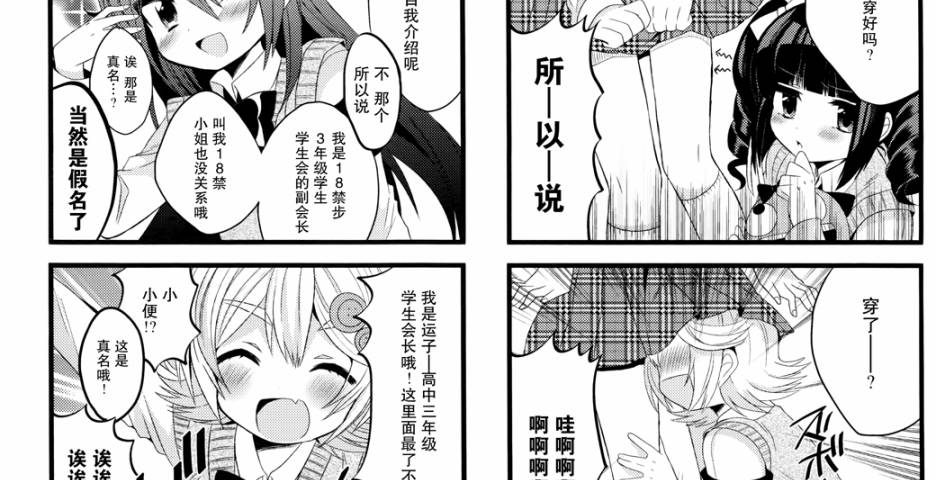 穿好吗？
所—以—说
穿了——？
哇啊啊
啊啊啊
自我介绍呢
不 那个
所以说
我是１８禁步
３年级学生
学生会的副会长
叫我１８禁
小姐也没关系哦
诶 那是
真名…？
当然是假名了
我是运子—高中三年级
学生会长哦！这里面最了不
小
小便！？
这是
真名哦！
诶诶
诶诶